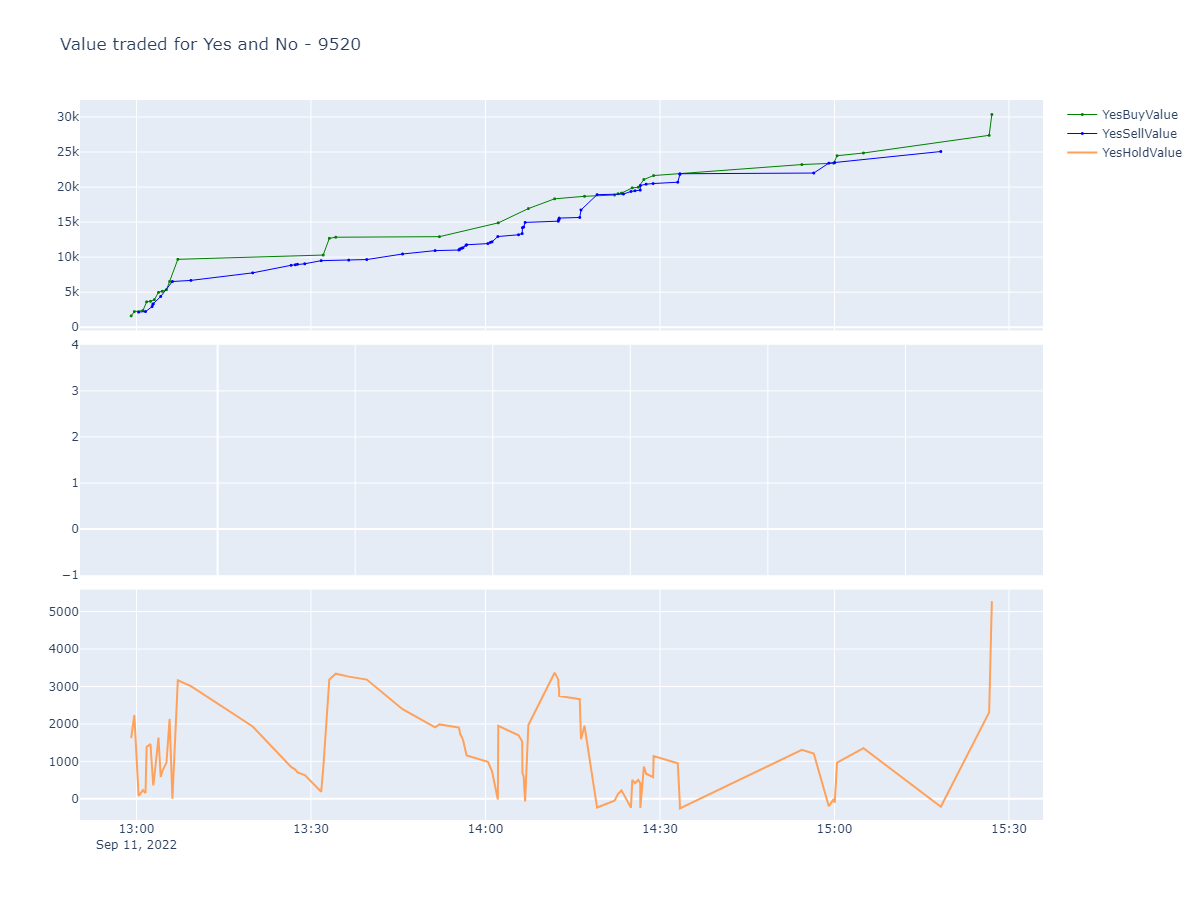 Value traded for Yes and No - 9520
30k
25k
20k
15k
10k
5k
0
YesBuyValue
YesSellValue
YesHoldValue
4
3
2
1
0
−1
5000
4000
3000
2000
1000
0
13:00 13:30 14:00 14:30 15:00 15:30
Sep 11, 2022